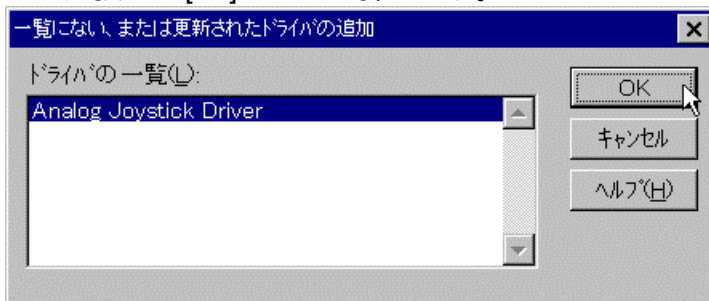 一覧にない、または更新されたﾄﾞﾗｲﾊﾞの追加
ﾄﾞﾗｲﾊﾞの一覧(L):
Analog Joystick Driver
OK
ｷｬﾝｾﾙ
ﾍﾙﾌﾟ(H)